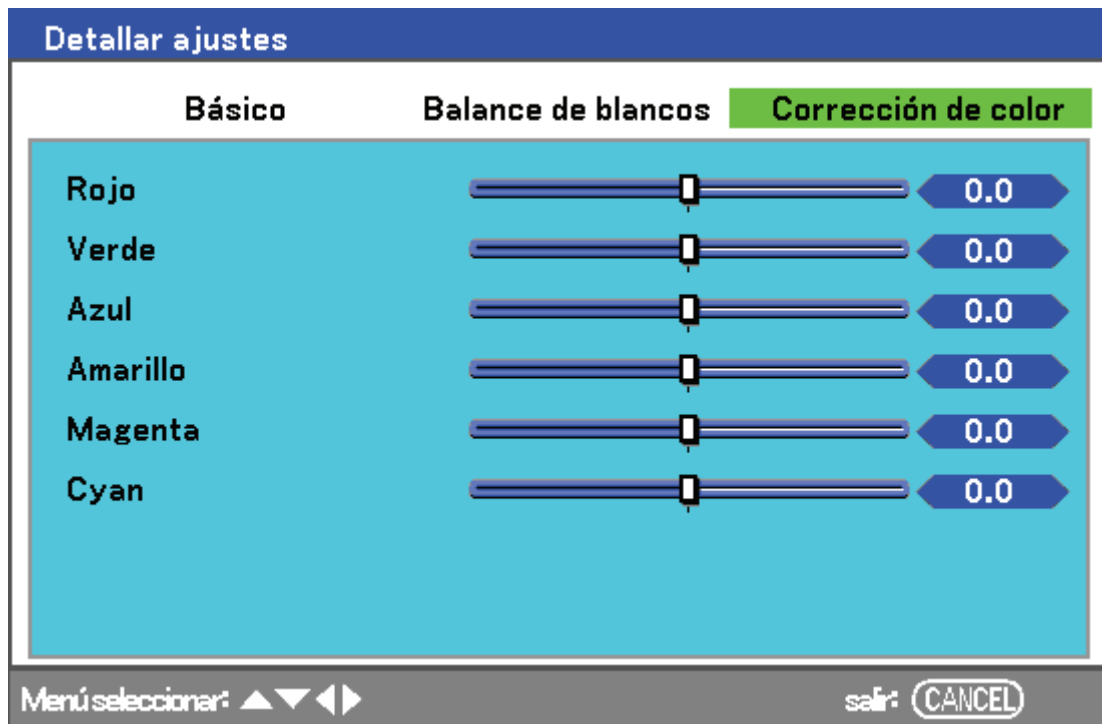 Detallar ajustes
Básico Balance de blancos Corrección de color
Rojo 0.0
Verde 0.0
Azul 0.0
Amarillo 0.0
Magenta 0.0
Cyan 0.0
Menú seleccionar: ▲▼◀▶ salir: CANCEL